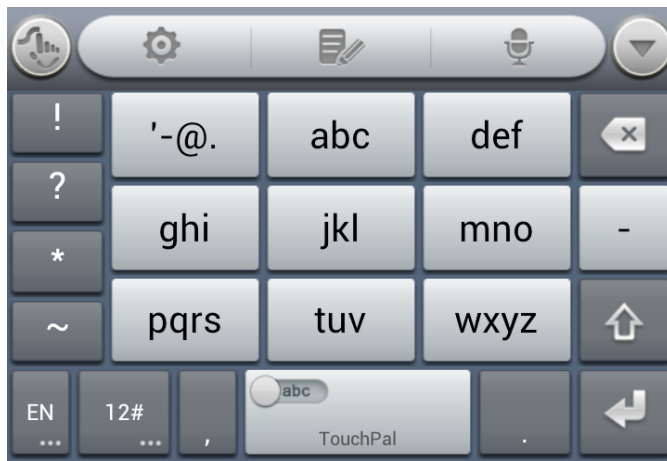 !
'-@.
abc
def
?
ghi
jkl
mno
-
*
~
pqrs
tuv
wxyz
EN
...
12#
...
,
abc
TouchPal
.